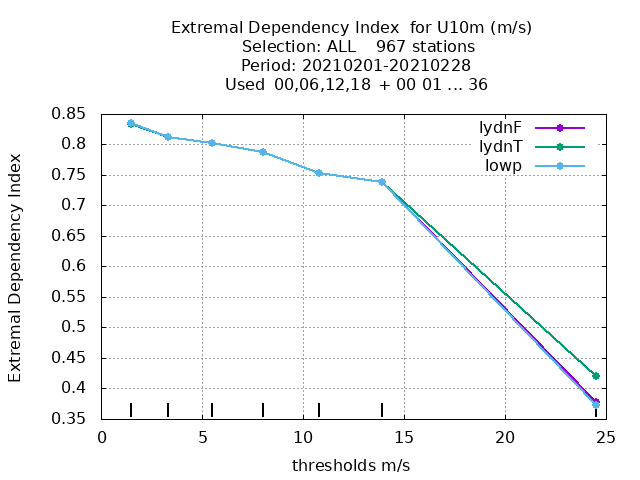 Extremal Dependency Index  for U10m (m/s)
Selection: ALL    967 stations
Period: 20210201-20210228
Used  00,06,12,18  + 00 01 ... 36
lydnF
lydnT
lowp
0.85
0.8
0.75
0.7
0.65
0.6
0.55
0.5
0.45
0.4
0.35
Extremal Dependency Index
0 5 10 15 20 25
thresholds m/s